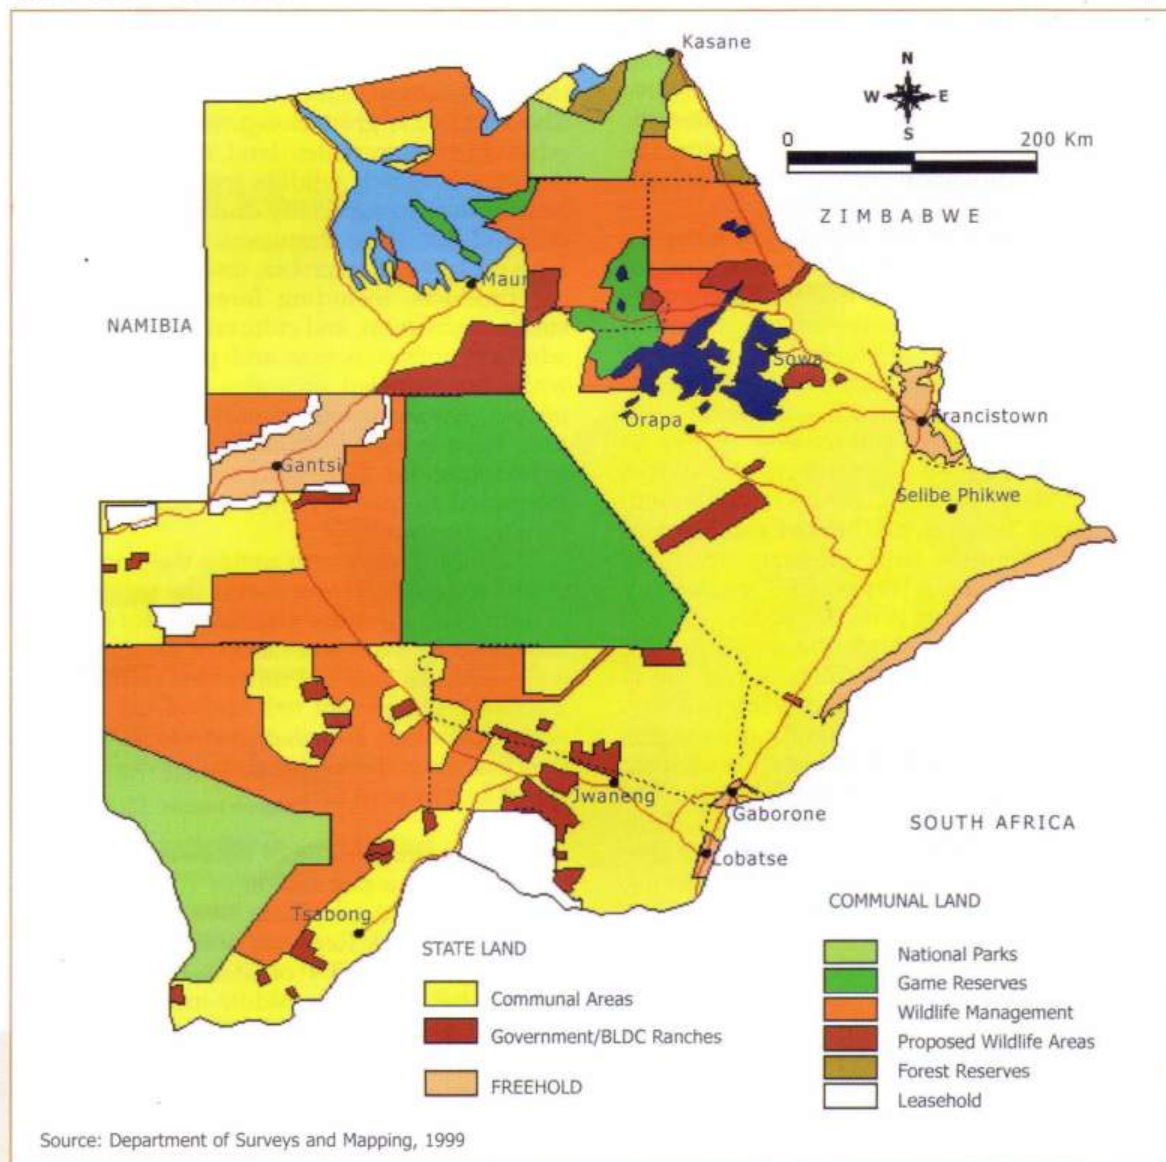 Kasane
N
W E
S
0 200 Km
ZIMBABWE
Maun
NAMIBIA
Sowa
Orapa
Francistown
Gantsi
Selibe Phikwe
Jwaneng
Gaborone
SOUTH AFRICA
Lobatse
Tsabong
STATE LAND
Communal Areas
Government/BLDC Ranches
FREEHOLD
COMMUNAL LAND
National Parks
Game Reserves
Wildlife Management
Proposed Wildlife Areas
Forest Reserves
Leasehold
Source: Department of Surveys and Mapping, 1999